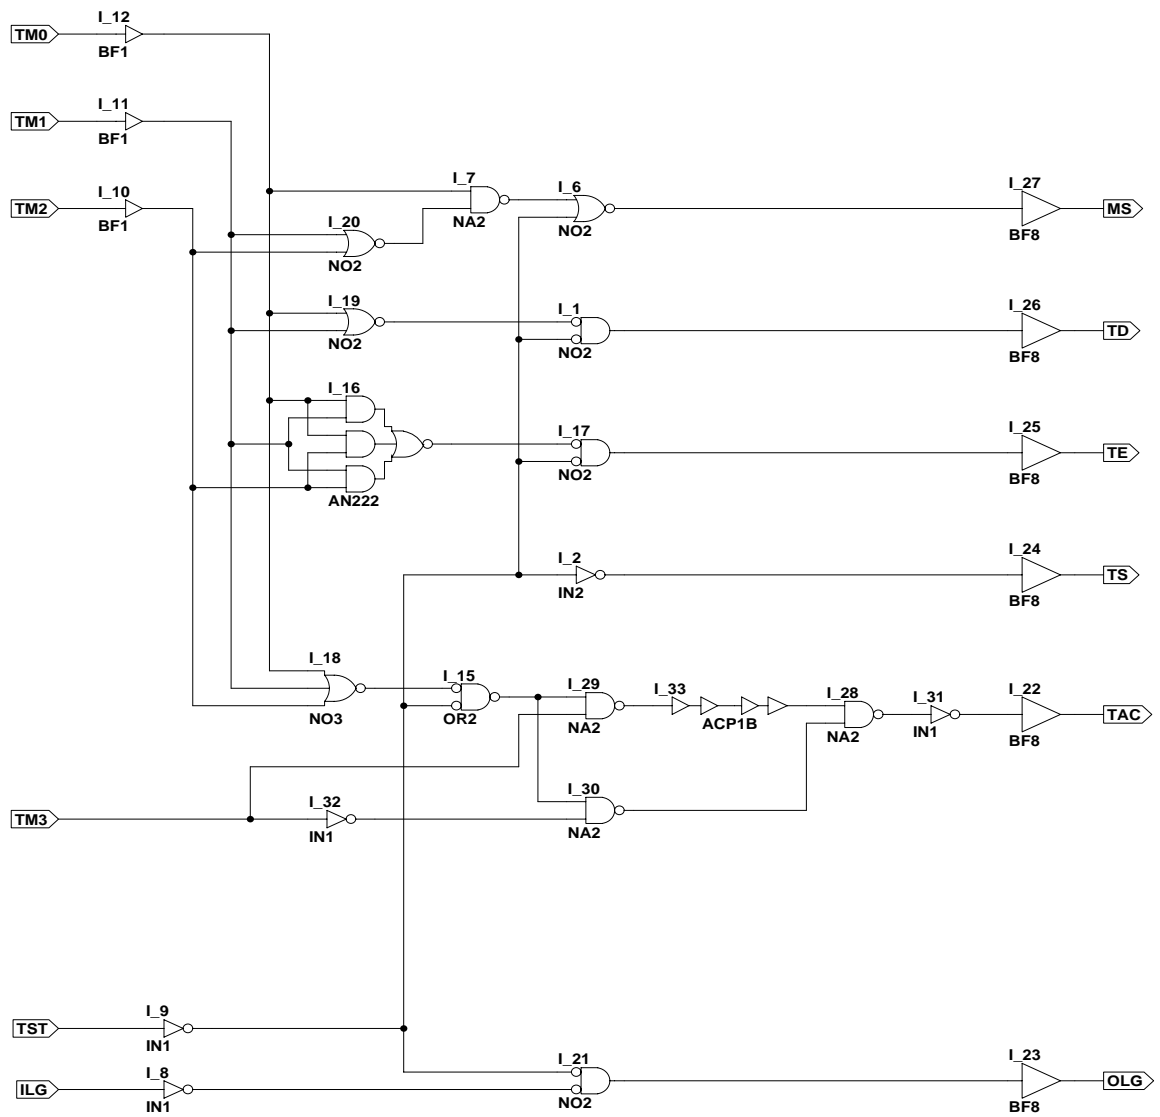 I_12
TM0
BF1
I_11
TM1
BF1
I_10
TM2
BF1
I_7
NA2
I_6
NO2
I_27
MS
BF8
I_20
NO2
I_19
NO2
I_1
NO2
I_26
TD
BF8
I_16
AN222
I_17
NO2
I_25
TE
BF8
I_2
IN2
I_24
TS
BF8
I_18
NO3
I_15
OR2
I_29
NA2
I_33
ACP1B
I_28
NA2
I_31
IN1
I_22
TAC
BF8
I_30
NA2
TM3
I_32
IN1
I_9
TST
IN1
I_8
ILG
IN1
I_21
NO2
I_23
OLG
BF8